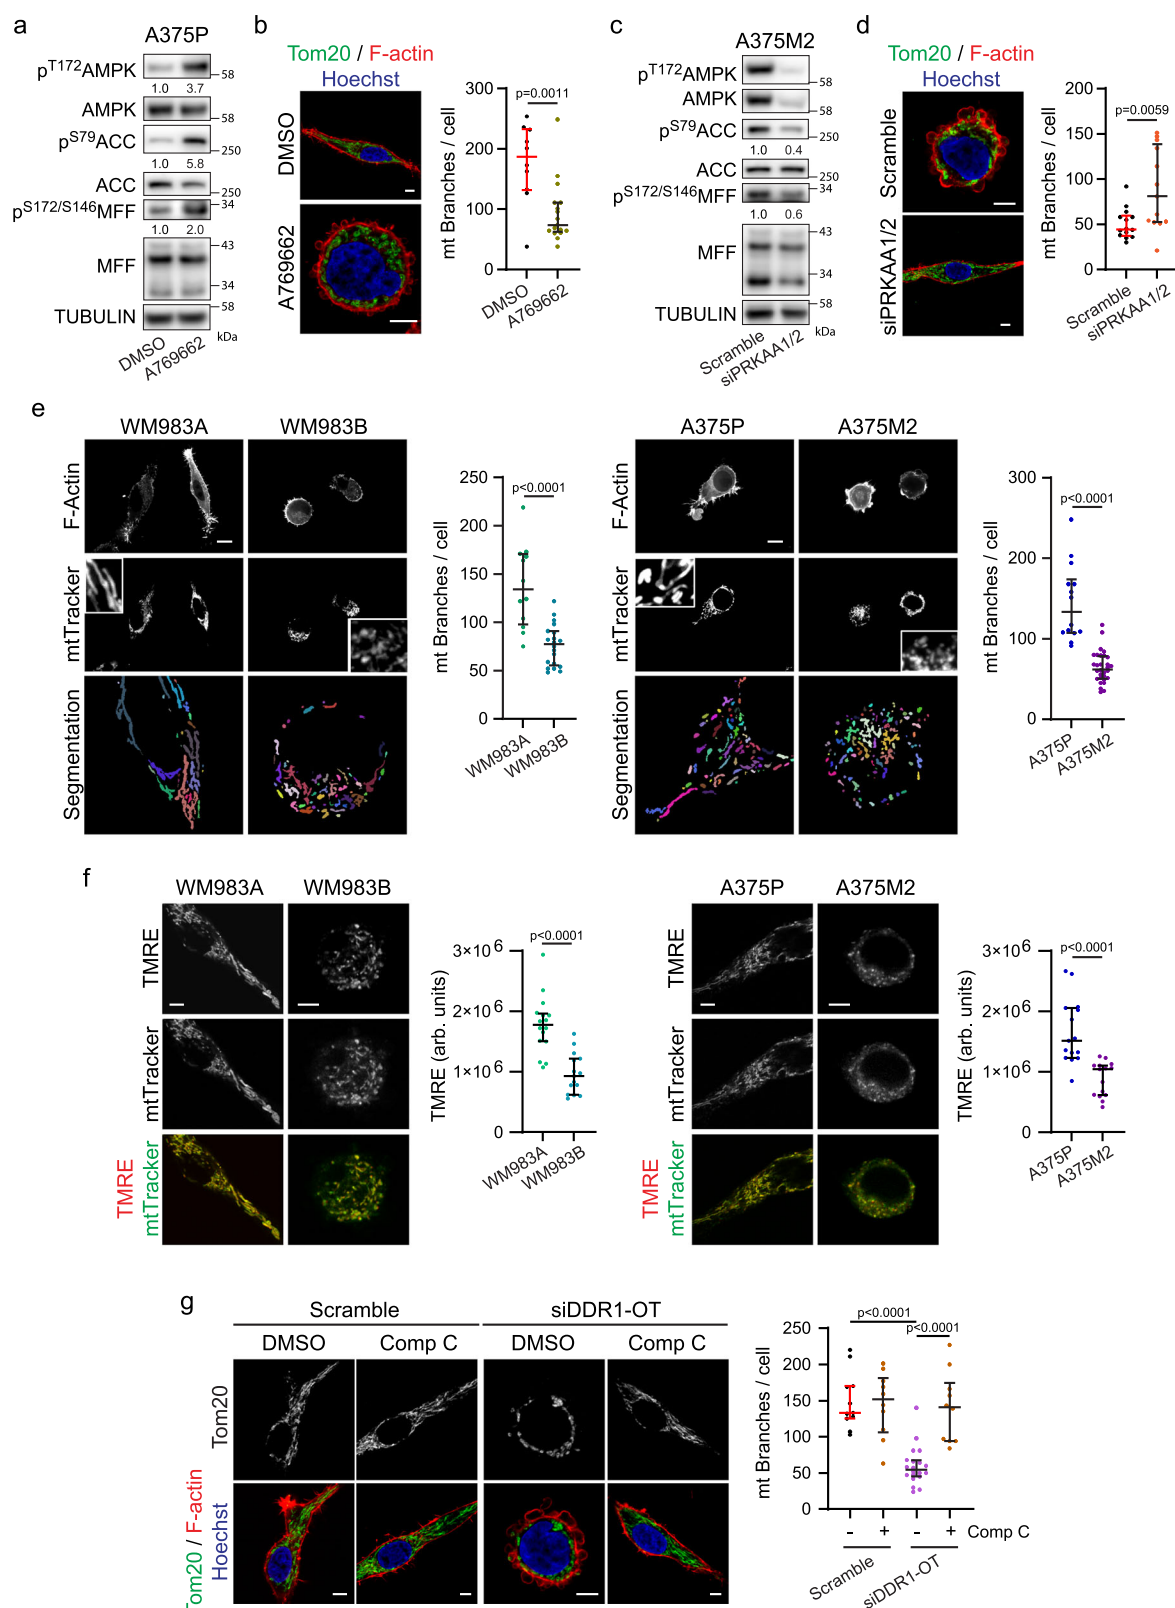 a
A375P
pT172AMPK
58
1.0 3.7
AMPK
58
pS79ACC
250
1.0 5.8
ACC
250
pS172/S146MFF
34
1.0 2.0
MFF
43
34
TUBULIN
58
kDa
DMSO
A769662
b
Tom20 / F-actin
Hoechst
DMSO
A769662
mt Branches / cell
300
200
100
0
p=0.0011
DMSO
A769662
c
A375M2
pT172AMPK
58
AMPK
58
pS79ACC
250
1.0 0.4
ACC
250
pS172/S146MFF
34
1.0 0.6
MFF
43
34
TUBULIN
58
kDa
Scramble
siPRKAA1/2
d
Tom20 / F-actin
Hoechst
Scramble
siPRKAA1/2
mt Branches / cell
200
150
100
50
0
p=0.0059
Scramble
siPRKAA1/2
e
WM983A WM983B
F-Actin
mtTracker
Segmentation
mt Branches / cell
250
200
150
100
50
0
p<0.0001
WM983A
WM983B
A375P A375M2
F-Actin
mtTracker
Segmentation
mt Branches / cell
300
200
100
0
p<0.0001
A375P
A375M2
f
WM983A WM983B
TMRE
mtTracker
TMRE
mtTracker
TMRE (arb. units)
3×10⁶
2×10⁶
1×10⁶
0
p<0.0001
WM983A
WM983B
A375P A375M2
TMRE
mtTracker
TMRE
mtTracker
TMRE (arb. units)
3×10⁶
2×10⁶
1×10⁶
0
p<0.0001
A375P
A375M2
g
Scramble siDDR1-OT
DMSO Comp C DMSO Comp C
Tom20
Tom20 / F-actin
Hoechst
mt Branches / cell
250
200
150
100
50
0
p<0.0001
p<0.0001
- + - + Comp C
Scramble
siDDR1-OT